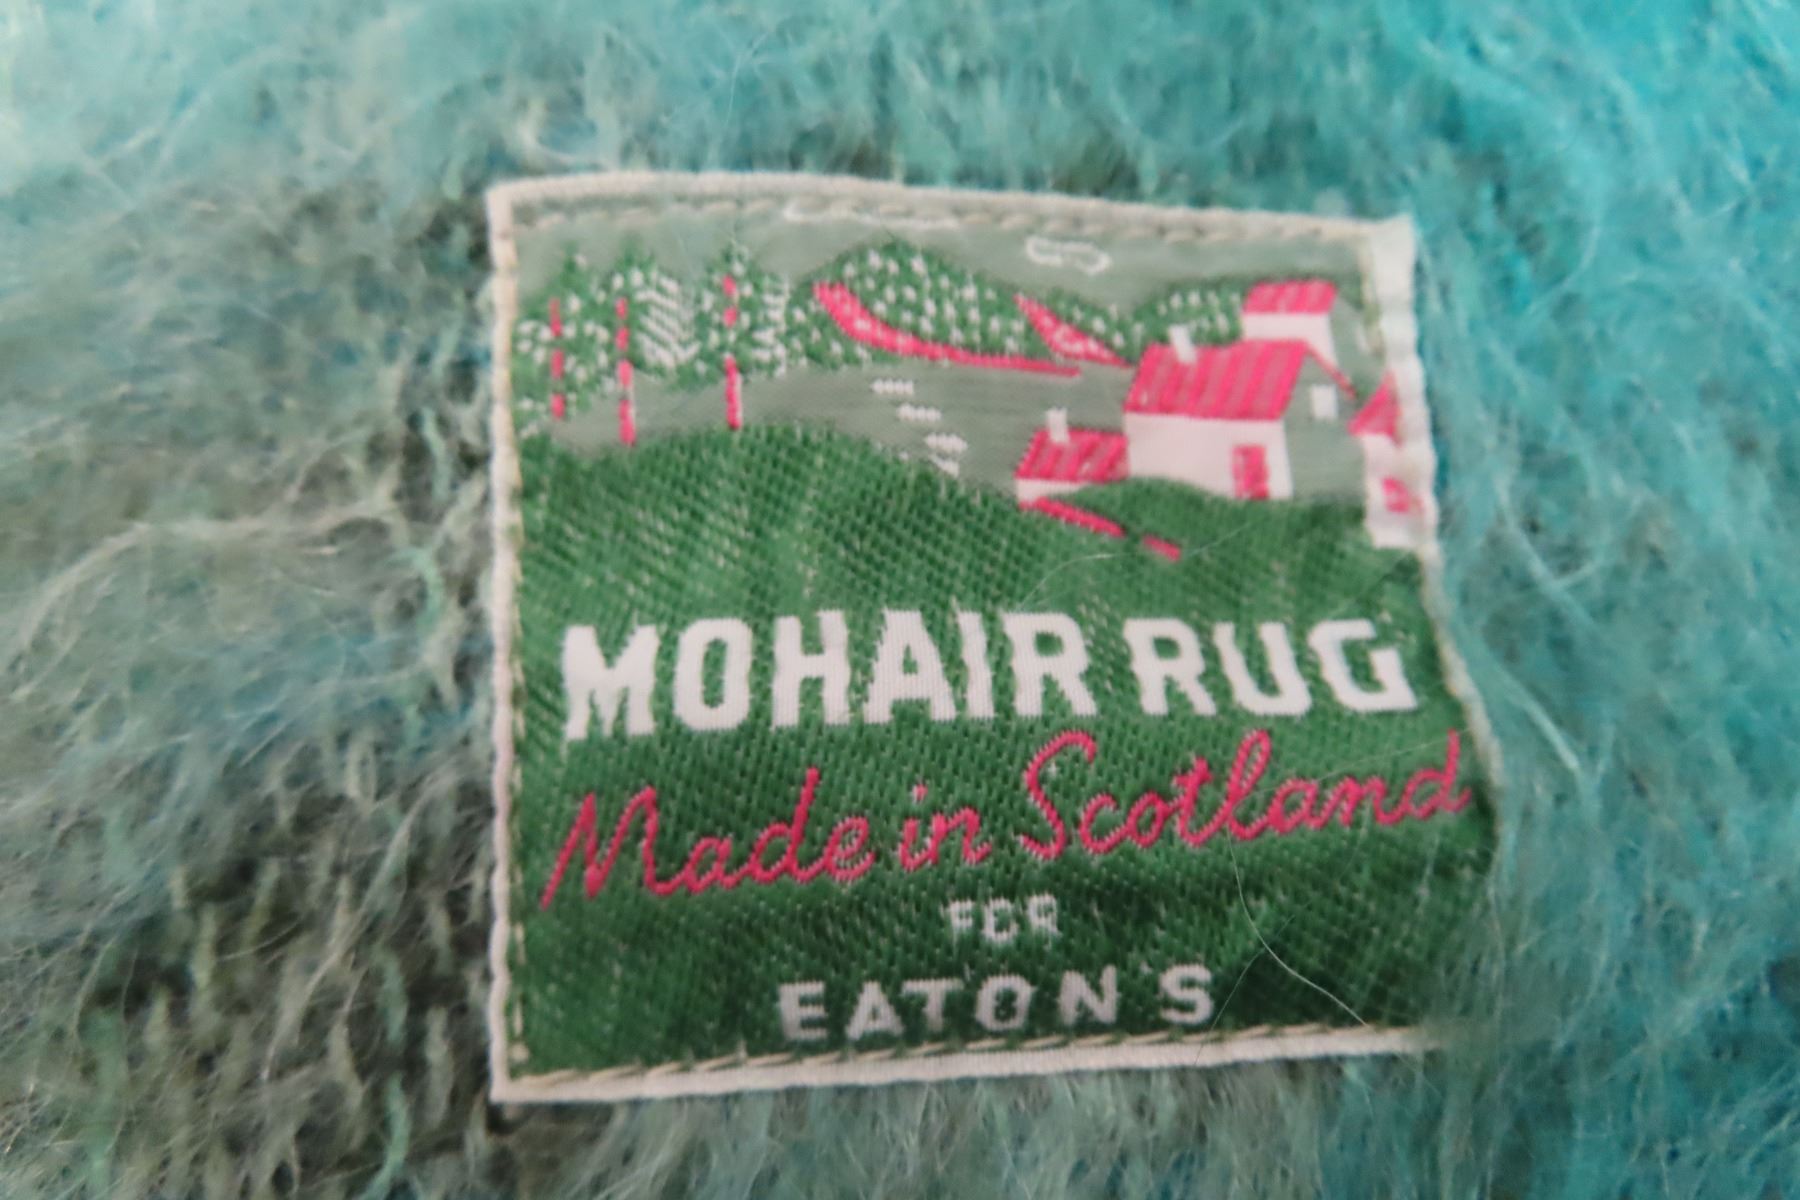 MOHAIR RUG
Made in Scotland
FOR
EATON'S